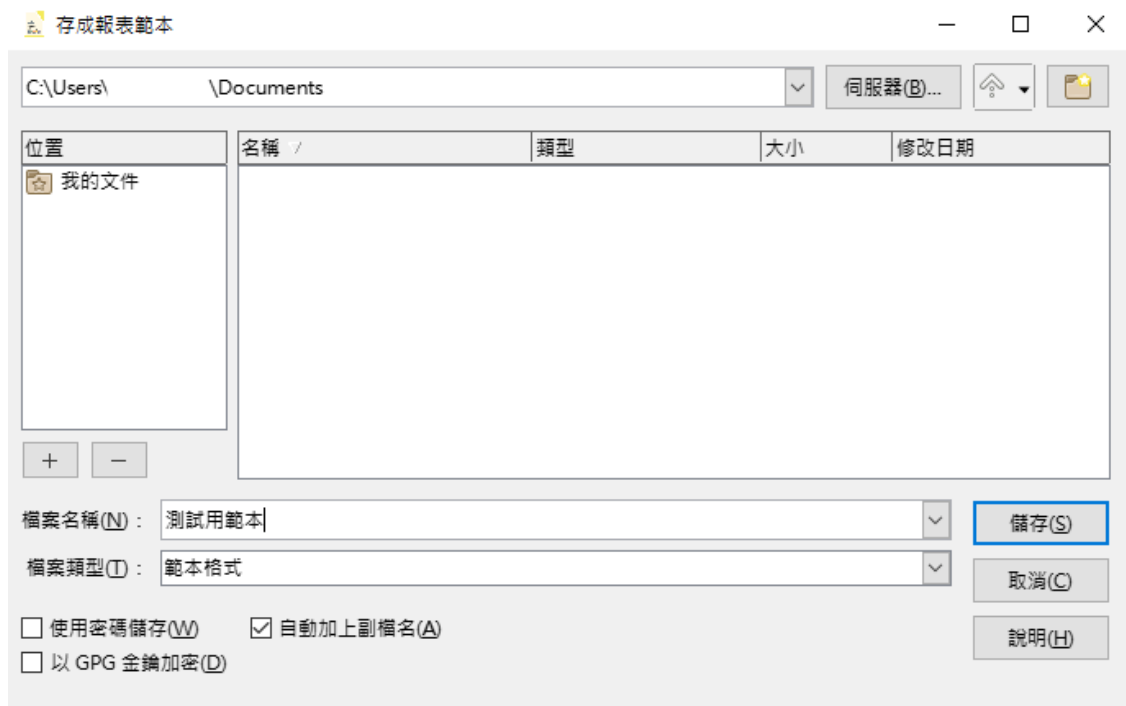 存成報表範本
C:\Users\ \Documents
伺服器(B)...
位置
名稱 類型 大小 修改日期
我的文件
檔案名稱(N)： 測試用範本
儲存(S)
檔案類型(T)： 範本格式
取消(C)
使用密碼儲存(W) 自動加上副檔名(A)
說明(H)
以 GPG 金鑰加密(D)